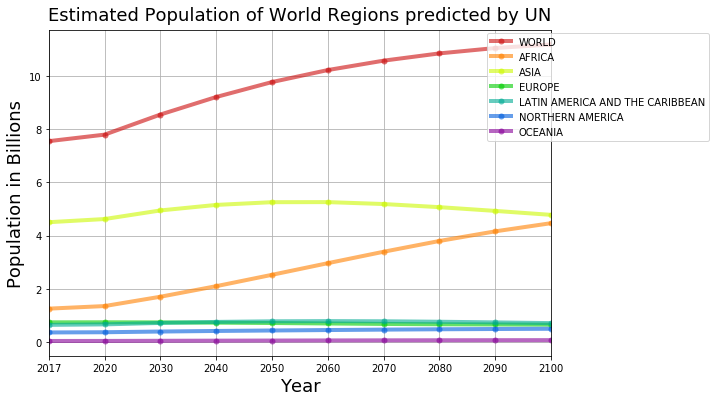 Estimated Population of World Regions predicted by UN
WORLD
AFRICA
ASIA
EUROPE
LATIN AMERICA AND THE CARIBBEAN
NORTHERN AMERICA
OCEANIA
Population in Billions
10
8
6
4
2
0
2017 2020 2030 2040 2050 2060 2070 2080 2090 2100
Year